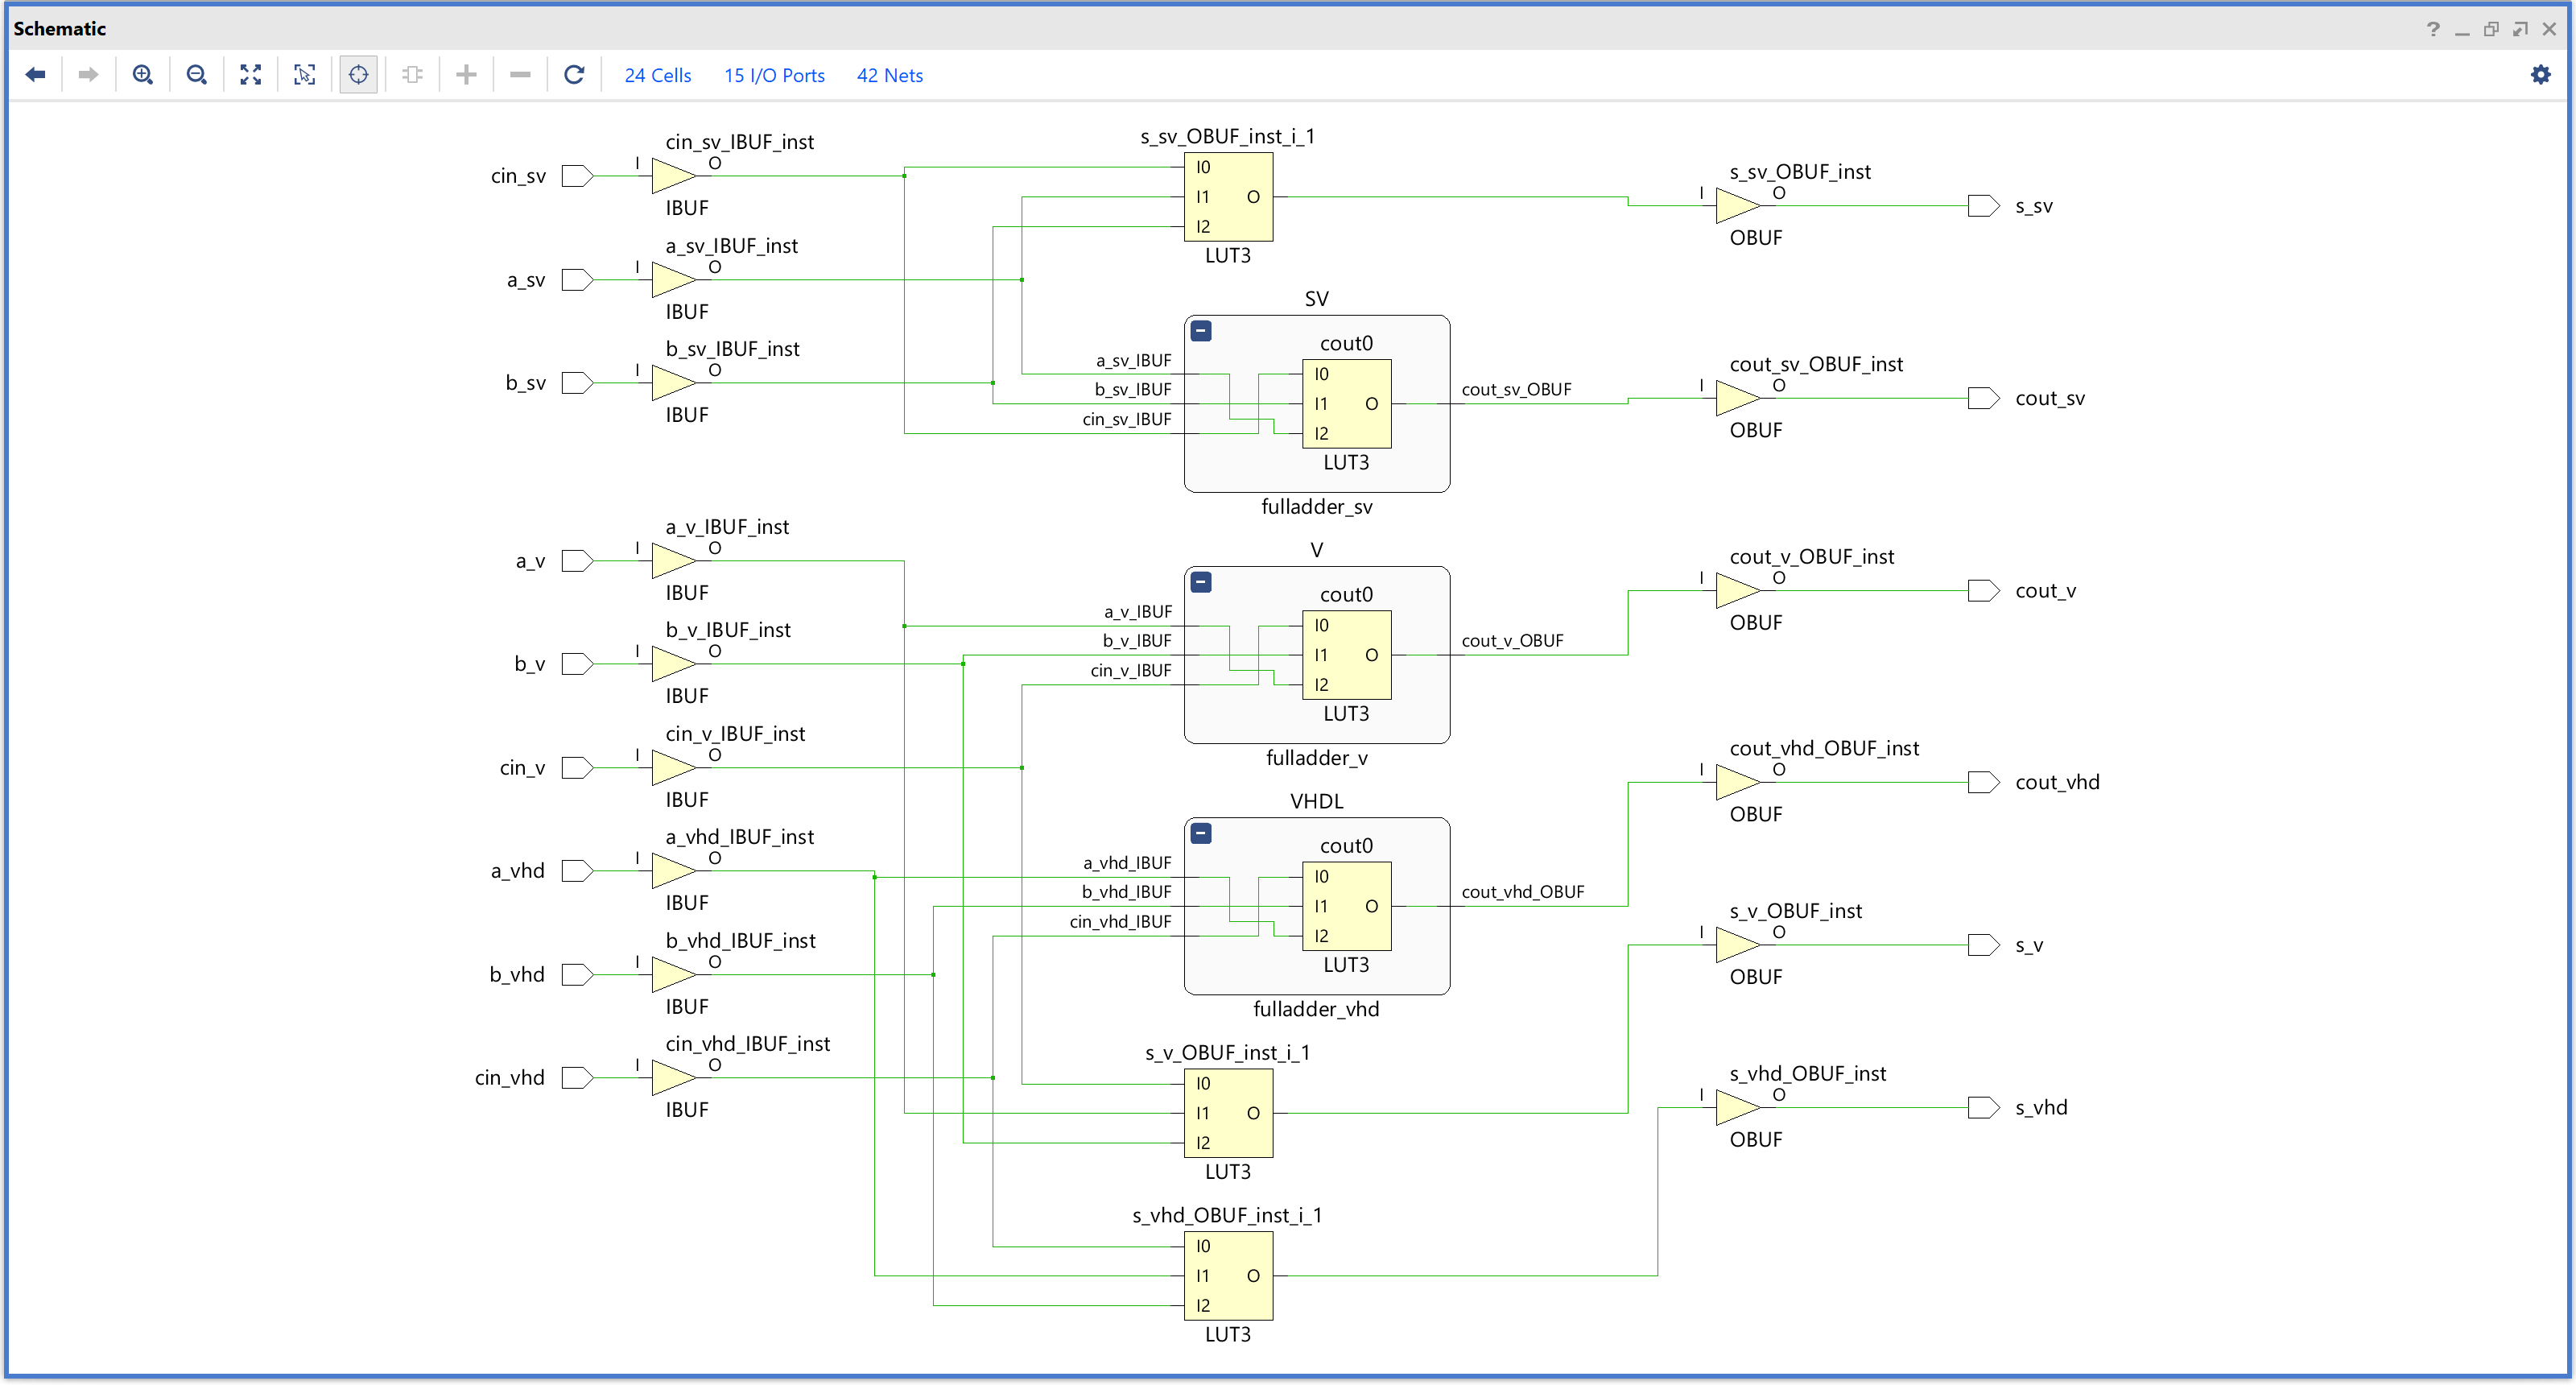 Schematic
24 Cells 15 I/O Ports 42 Nets
cin_sv
I
cin_sv_IBUF_inst
O
IBUF
a_sv
I
a_sv_IBUF_inst
O
IBUF
b_sv
I
b_sv_IBUF_inst
O
IBUF
s_sv_OBUF_inst_i_1
I0
I1 O
I2
LUT3
s_sv_OBUF_inst
I
O
OBUF
s_sv
SV
a_sv_IBUF
b_sv_IBUF
cin_sv_IBUF
cout0
I0
I1 O
I2
LUT3
cout_sv_OBUF
fulladder_sv
cout_sv_OBUF_inst
I
O
OBUF
cout_sv
a_v
I
a_v_IBUF_inst
O
IBUF
b_v
I
b_v_IBUF_inst
O
IBUF
cin_v
I
cin_v_IBUF_inst
O
IBUF
V
a_v_IBUF
b_v_IBUF
cin_v_IBUF
cout0
I0
I1 O
I2
LUT3
cout_v_OBUF
fulladder_v
cout_v_OBUF_inst
I
O
OBUF
cout_v
a_vhd
I
a_vhd_IBUF_inst
O
IBUF
b_vhd
I
b_vhd_IBUF_inst
O
IBUF
cin_vhd
I
cin_vhd_IBUF_inst
O
IBUF
VHDL
a_vhd_IBUF
b_vhd_IBUF
cin_vhd_IBUF
cout0
I0
I1 O
I2
LUT3
cout_vhd_OBUF
fulladder_vhd
cout_vhd_OBUF_inst
I
O
OBUF
cout_vhd
s_v_OBUF_inst_i_1
I0
I1 O
I2
LUT3
s_v_OBUF_inst
I
O
OBUF
s_v
s_vhd_OBUF_inst_i_1
I0
I1 O
I2
LUT3
s_vhd_OBUF_inst
I
O
OBUF
s_vhd